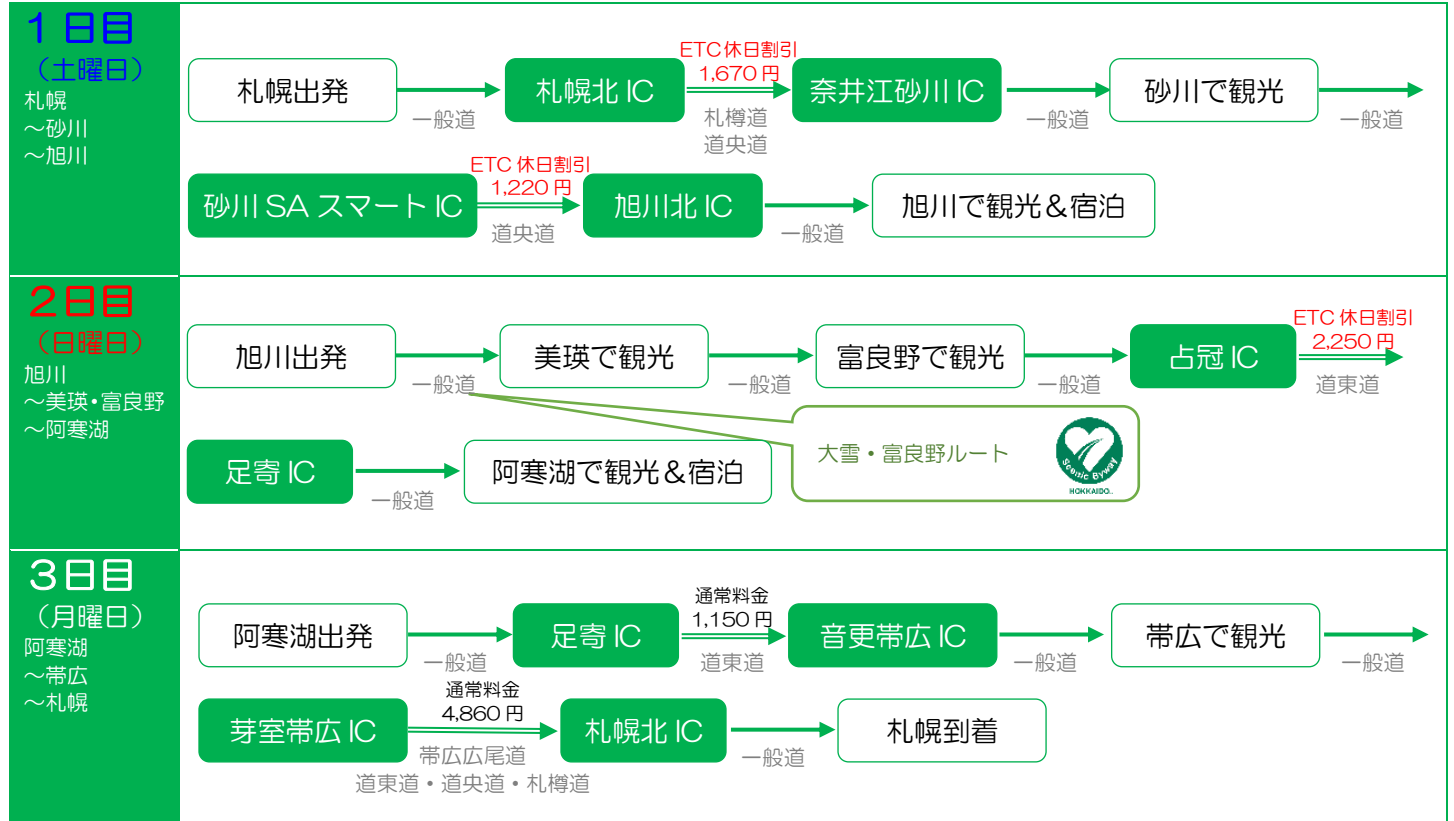 1日目
（土曜日）
札幌
～砂川
～旭川
札幌出発
一般道
札幌北 IC
ETC休日割引
1,670 円
札樽道
道央道
奈井江砂川 IC
一般道
砂川で観光
一般道
砂川 SA スマート IC
ETC 休日割引
1,220 円
道央道
旭川北 IC
一般道
旭川で観光＆宿泊
2日目
（日曜日）
旭川
～美瑛・富良野
～阿寒湖
旭川出発
一般道
美瑛で観光
一般道
富良野で観光
一般道
占冠 IC
ETC 休日割引
2,250 円
道東道
足寄 IC
一般道
阿寒湖で観光＆宿泊
大雪・富良野ルート
Scenic Byway
HOKKAIDO..
3日目
（月曜日）
阿寒湖
～帯広
～札幌
阿寒湖出発
一般道
足寄 IC
通常料金
1,150 円
道東道
音更帯広 IC
一般道
帯広で観光
一般道
芽室帯広 IC
通常料金
4,860 円
帯広広尾道
道東道・道央道・札樽道
札幌北 IC
一般道
札幌到着